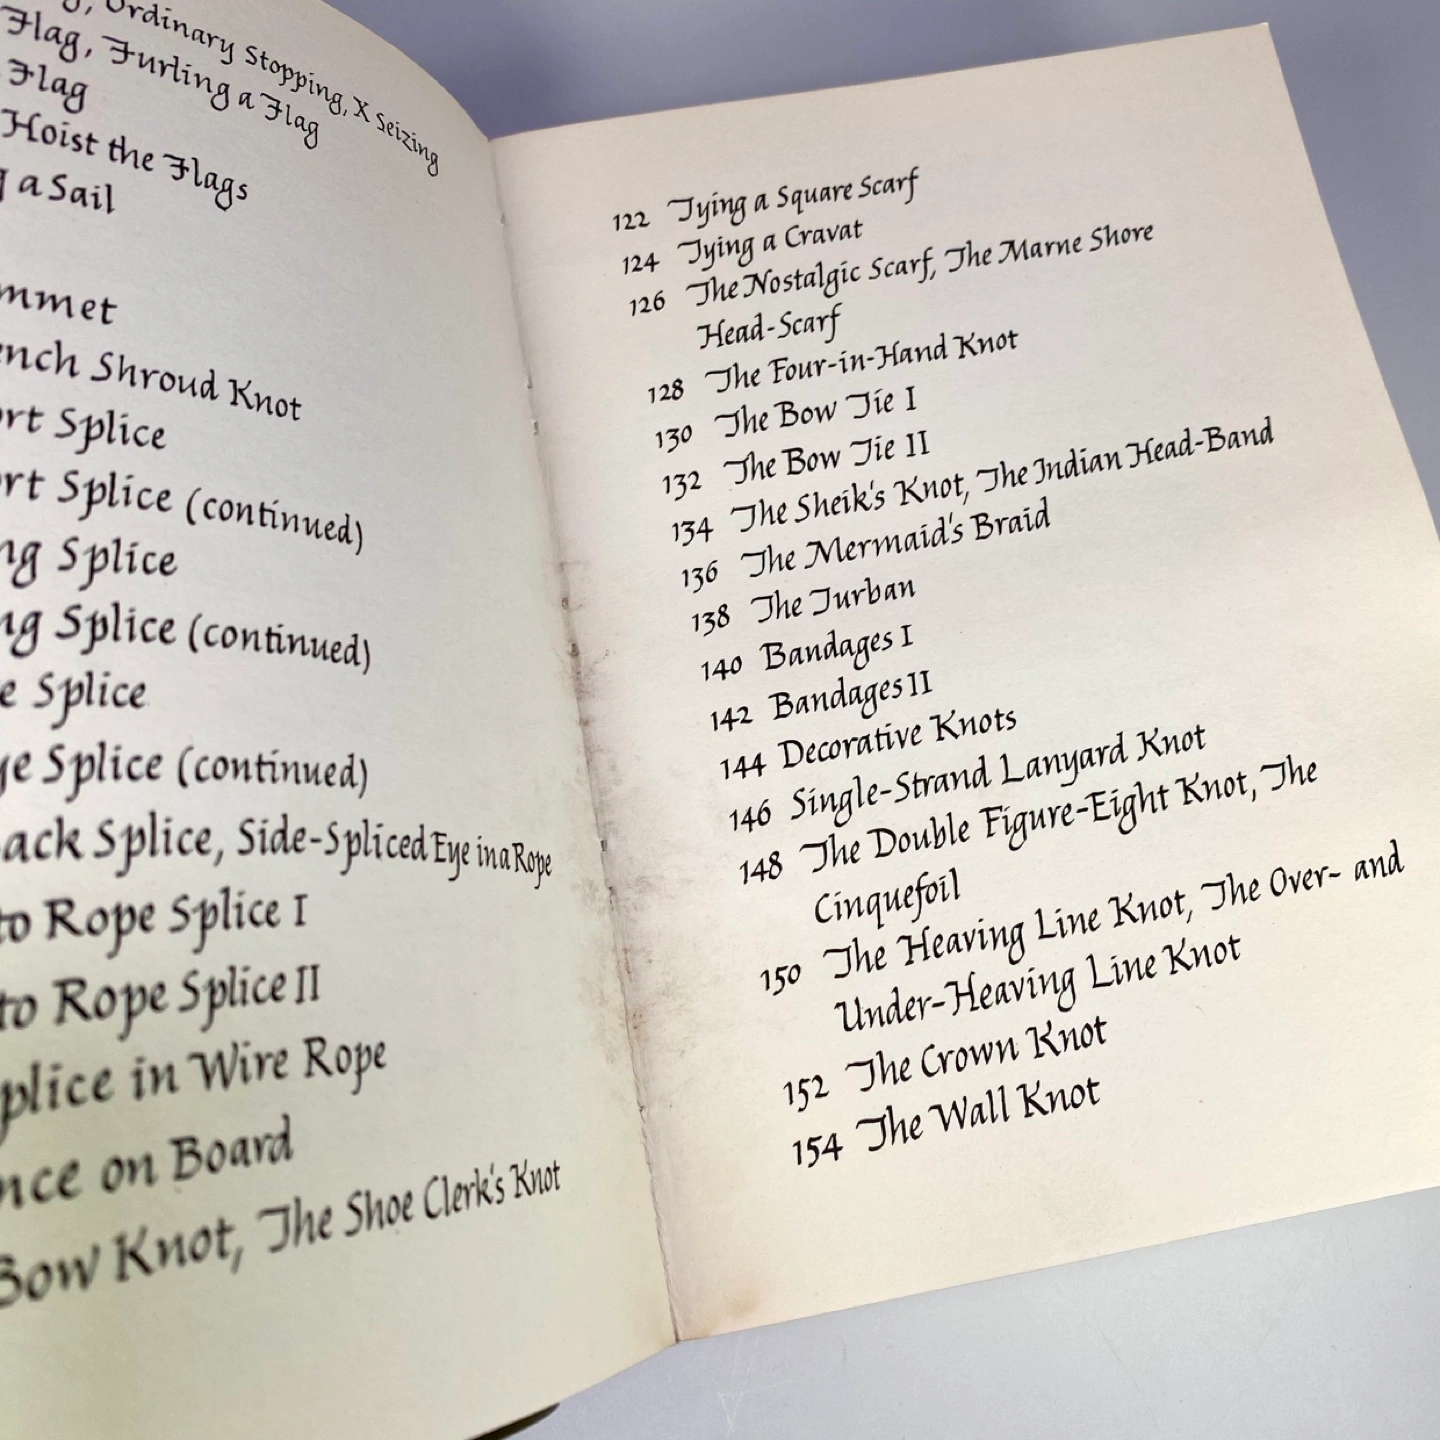 Ordinary Stopping, X Seizing
Flag, Furling a Flag
Flag
Hoist the Flags
a Sail
Shroud Knot
Splice
Splice (continued)
Splice
Splice (continued)
Splice
Splice (continued)
Splice, Side-Spliced Eye in a Rope
to Rope Splice I
to Rope Splice II
in Wire Rope
on Board
Bow Knot, The Shoe Clerk's Knot
122 Tying a Square Scarf
124 Tying a Cravat
126 The Nostalgic Scarf, The Marne Shore
Head-Scarf
128 The Four-in-Hand Knot
130 The Bow Tie I
132 The Bow Tie II
134 The Sheik's Knot, The Indian Head-Band
136 The Mermaid's Braid
138 The Turban
140 Bandages I
142 Bandages II
144 Decorative Knots
146 Single-Strand Lanyard Knot
148 The Double Figure-Eight Knot, The
Cinquefoil
150 The Heaving Line Knot, The Over- and
Under-Heaving Line Knot
152 The Crown Knot
154 The Wall Knot